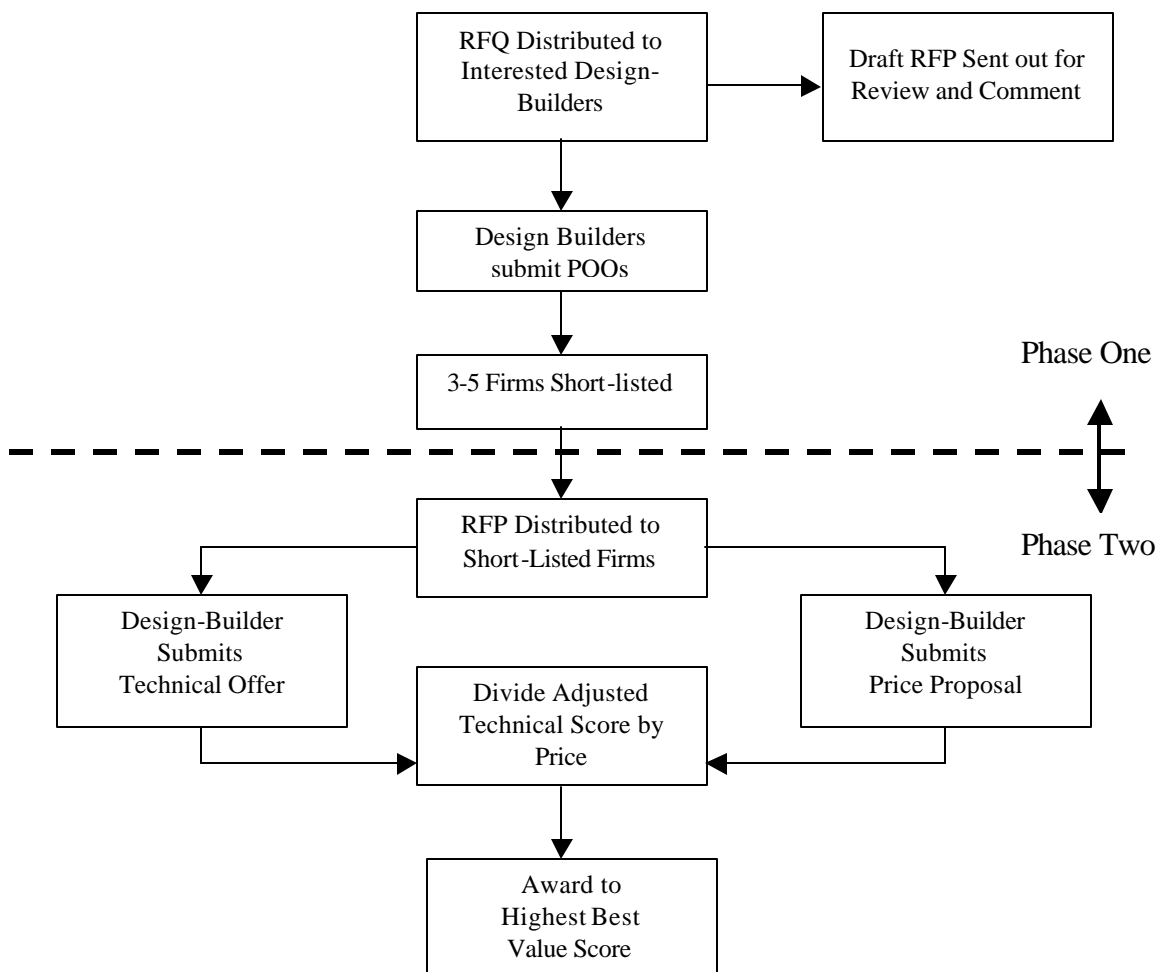 RFQ Distributed to
Interested Design-
Builders
Draft RFP Sent out for
Review and Comment
Design Builders
submit POOs
3-5 Firms Short-listed
Phase One
RFP Distributed to
Short-Listed Firms
Phase Two
Design-Builder
Submits
Technical Offer
Design-Builder
Submits
Price Proposal
Divide Adjusted
Technical Score by
Price
Award to
Highest Best
Value Score